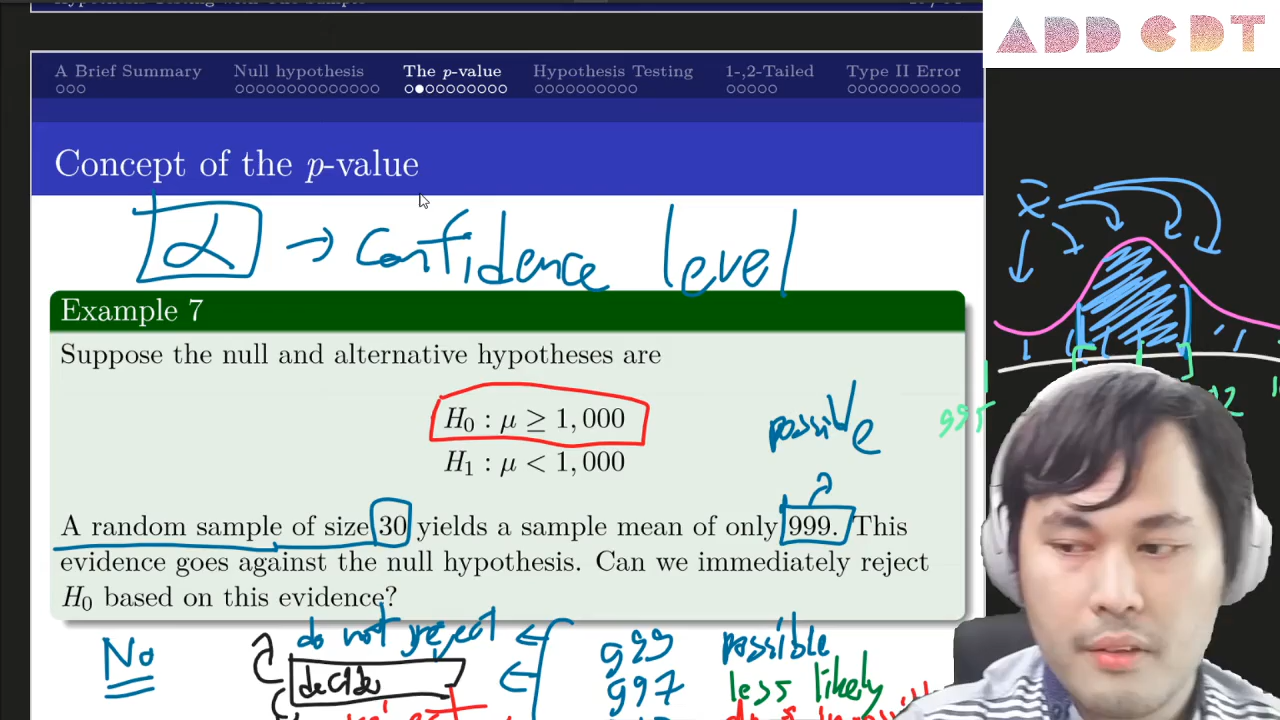 A Brief Summary Null hypothesis The p-value Hypothesis Testing 1-,2-Tailed Type II Error
ADD CDT
Concept of the p-value
α → confidence level
x̄
Example 7
Suppose the null and alternative hypotheses are
H₀ : μ ≥ 1, 000
H₁ : μ < 1, 000
possible
995
A random sample of size 30 yields a sample mean of only 999. This
evidence goes against the null hypothesis. Can we immediately reject
H₀ based on this evidence?
No
do not reject
decide
999 possible
997 less likely